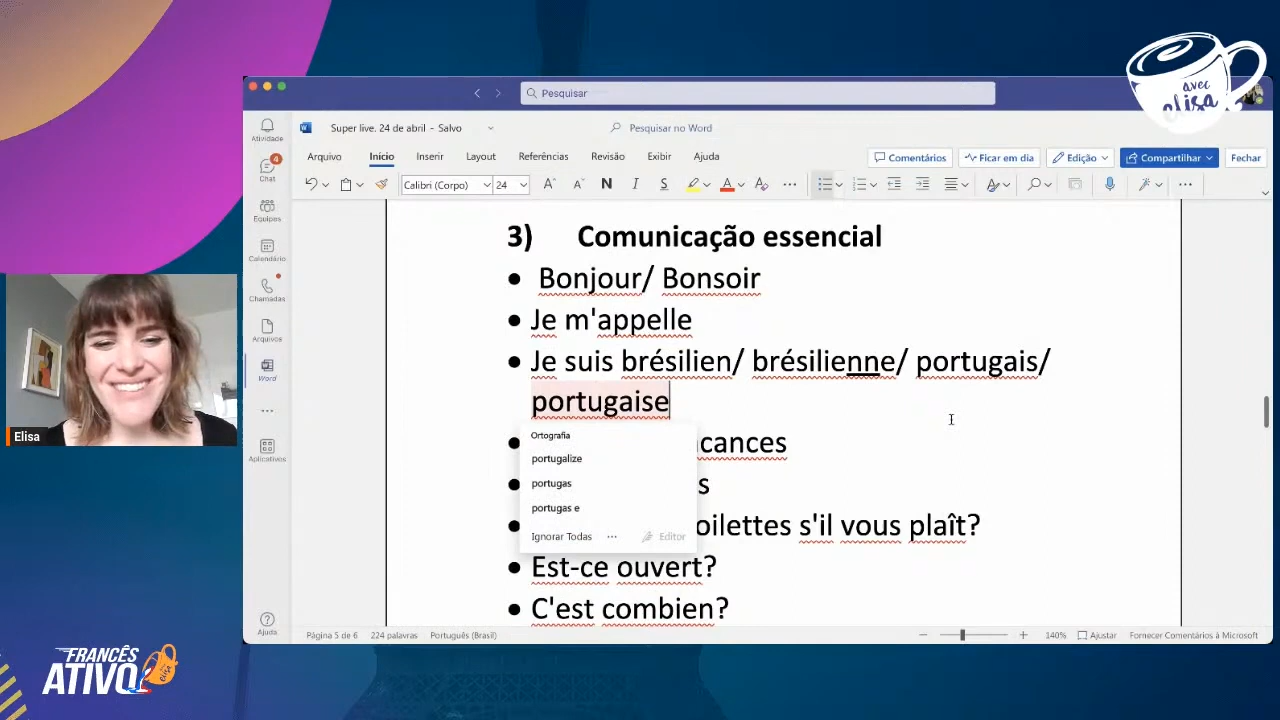 avec
elisa
Pesquisar
Atividade
4
Chat
Equipes
Calendário
Chamadas
Arquivos
Word
Aplicativos
Ajuda
Super live. 24 de abril - Salvo
Pesquisar no Word
Arquivo Início Inserir Layout Referências Revisão Exibir Ajuda
Comentários Ficar em dia Edição Compartilhar Fechar
Calibri (Corpo) 24 N I S A
3) Comunicação essencial
• Bonjour/ Bonsoir
• Je m'appelle
• Je suis brésilien/ brésilienne/ portugais/
portugaise
cances
s
oilettes s'il vous plaît?
• Est-ce ouvert?
• C'est combien?
Ortografia
portugalize
portugas
portugas e
Ignorar Todas ... Editor
Página 5 de 6 224 palavras Português (Brasil)
140% Ajustar Fornecer Comentários à Microsoft
Elisa
FRANCÊS
ATIVO
elisa